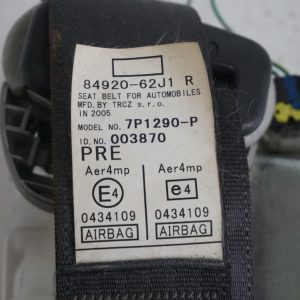 84920-62J1 R
SEAT BELT FOR AUTOMOBILES
MFD. BY TRCZ s.r.o.
IN 2005
MODEL NO. 7P1290-P
ID. NO. 003870
PRE
Aer4mp Aer4mp
E4 e4
0434109 0434109
AIRBAG AIRBAG